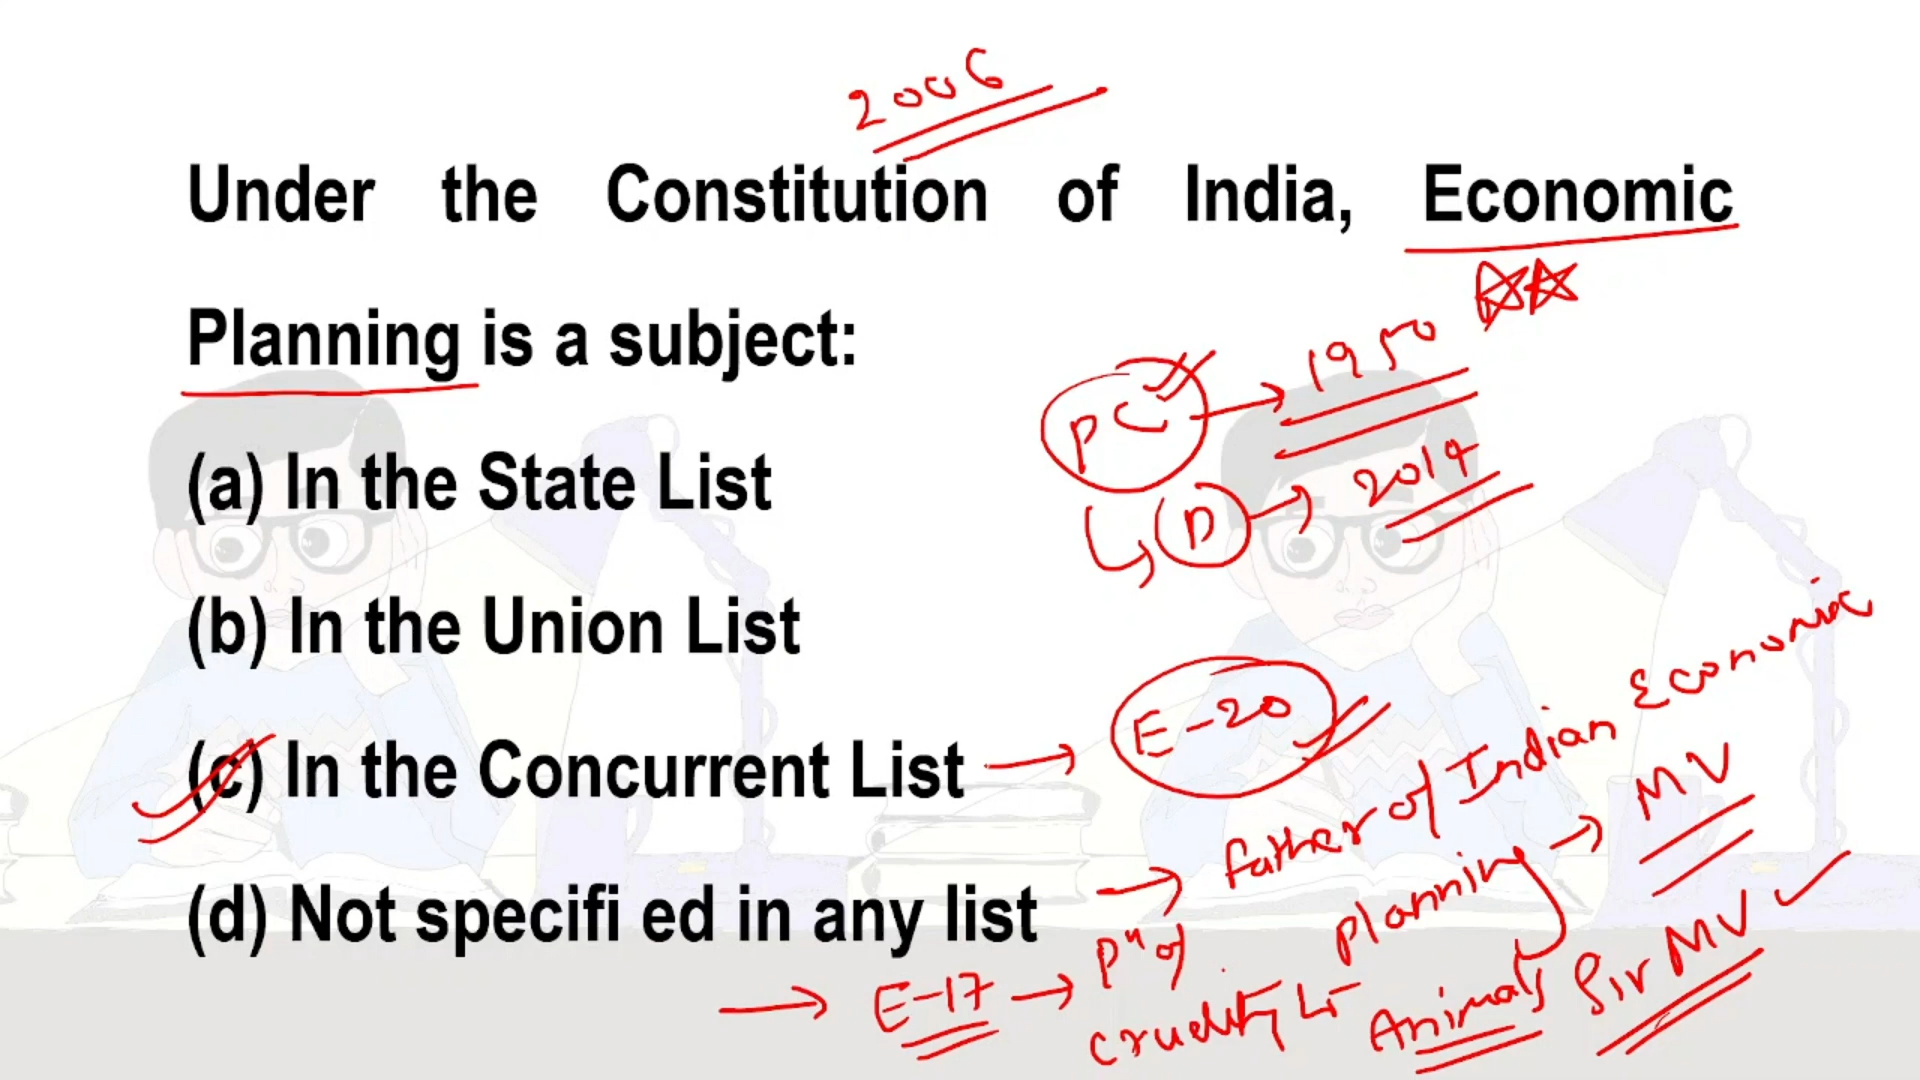 2006
Under the Constitution of India, Economic
Planning is a subject:
PC → 1950
(a) In the State List
D → 2014
(b) In the Union List
(c) In the Concurrent List → E-20
→ Father of Indian Economic
planning → MV
Sir MV
(d) Not specifi ed in any list
→ E-17 → Pⁿ of
cruelty to Animals